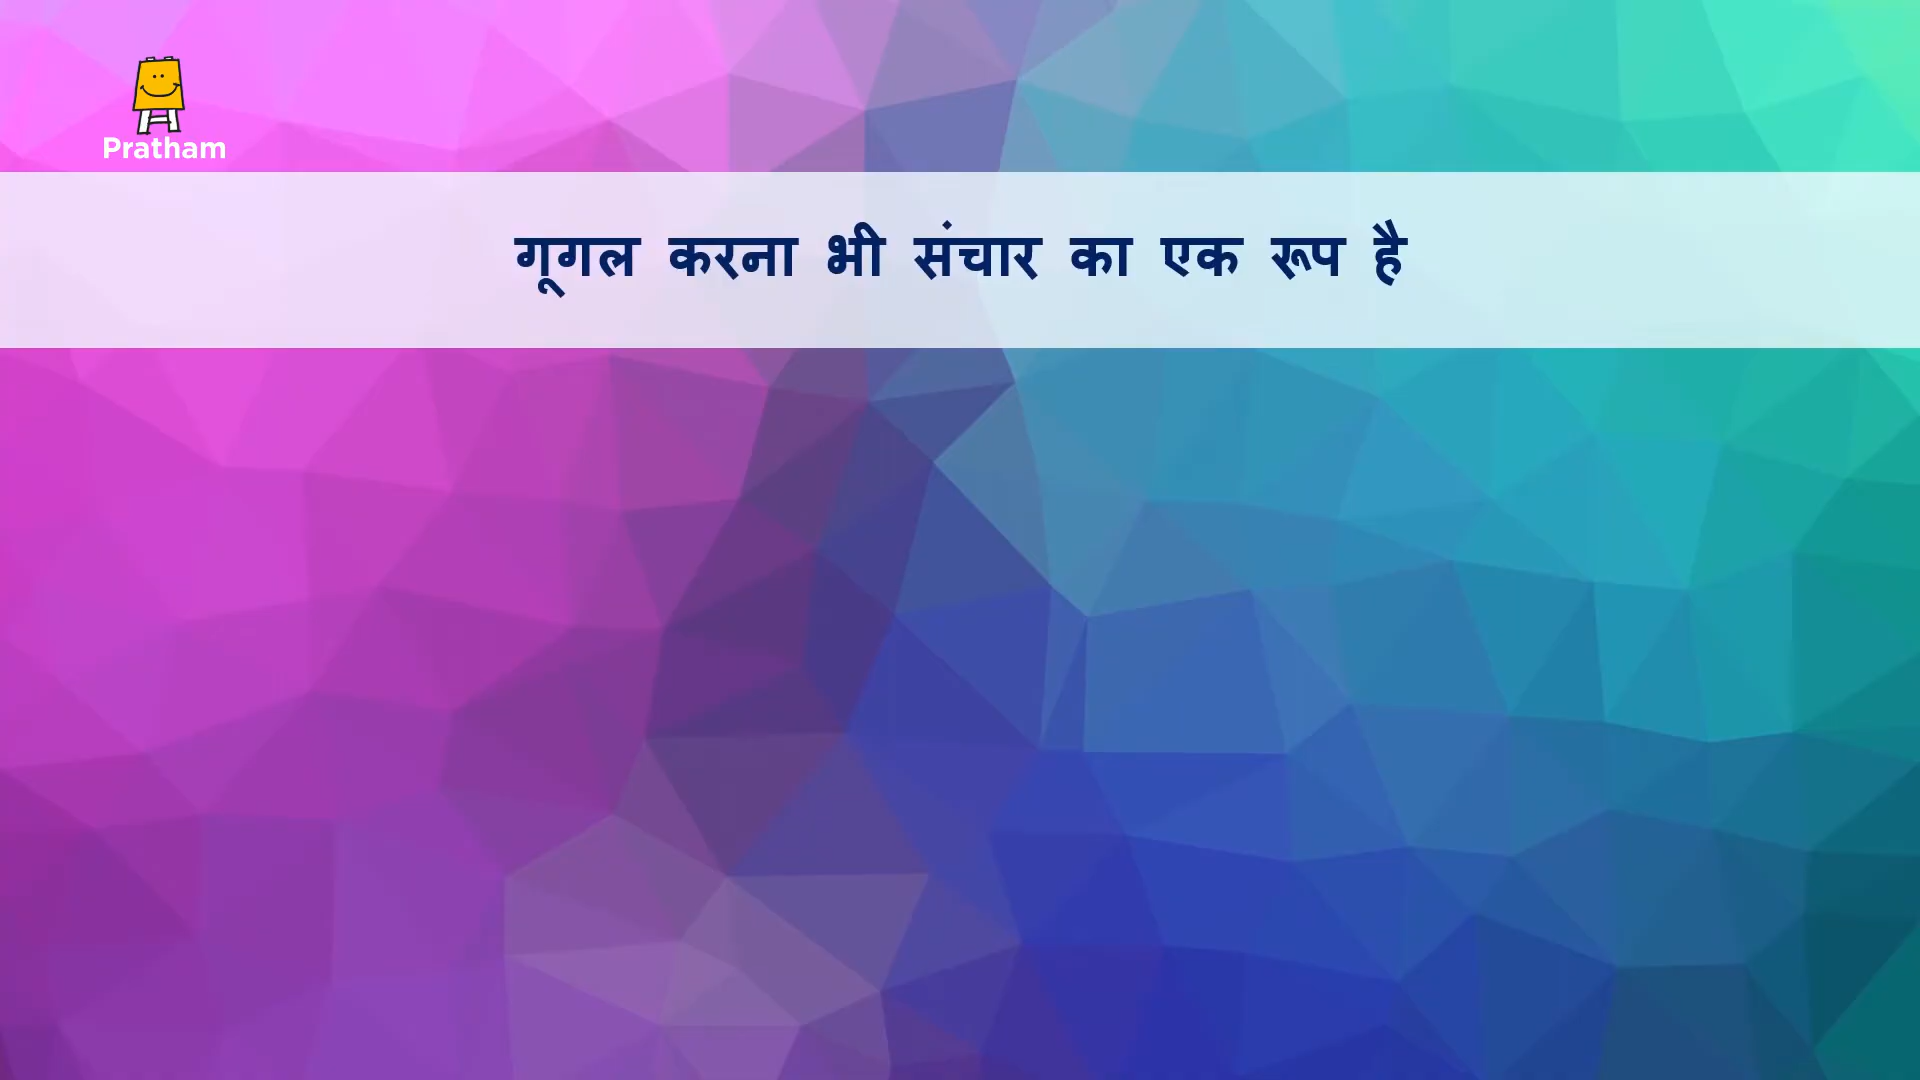 Pratham
गूगल करना भी संचार का एक रूप है